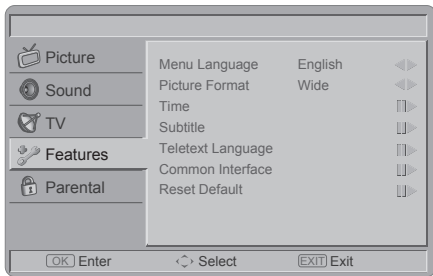 Picture
Sound
TV
Features
Parental
Menu Language English
Picture Format Wide
Time
Subtitle
Teletext Language
Common Interface
Reset Default
OK Enter Select EXIT Exit